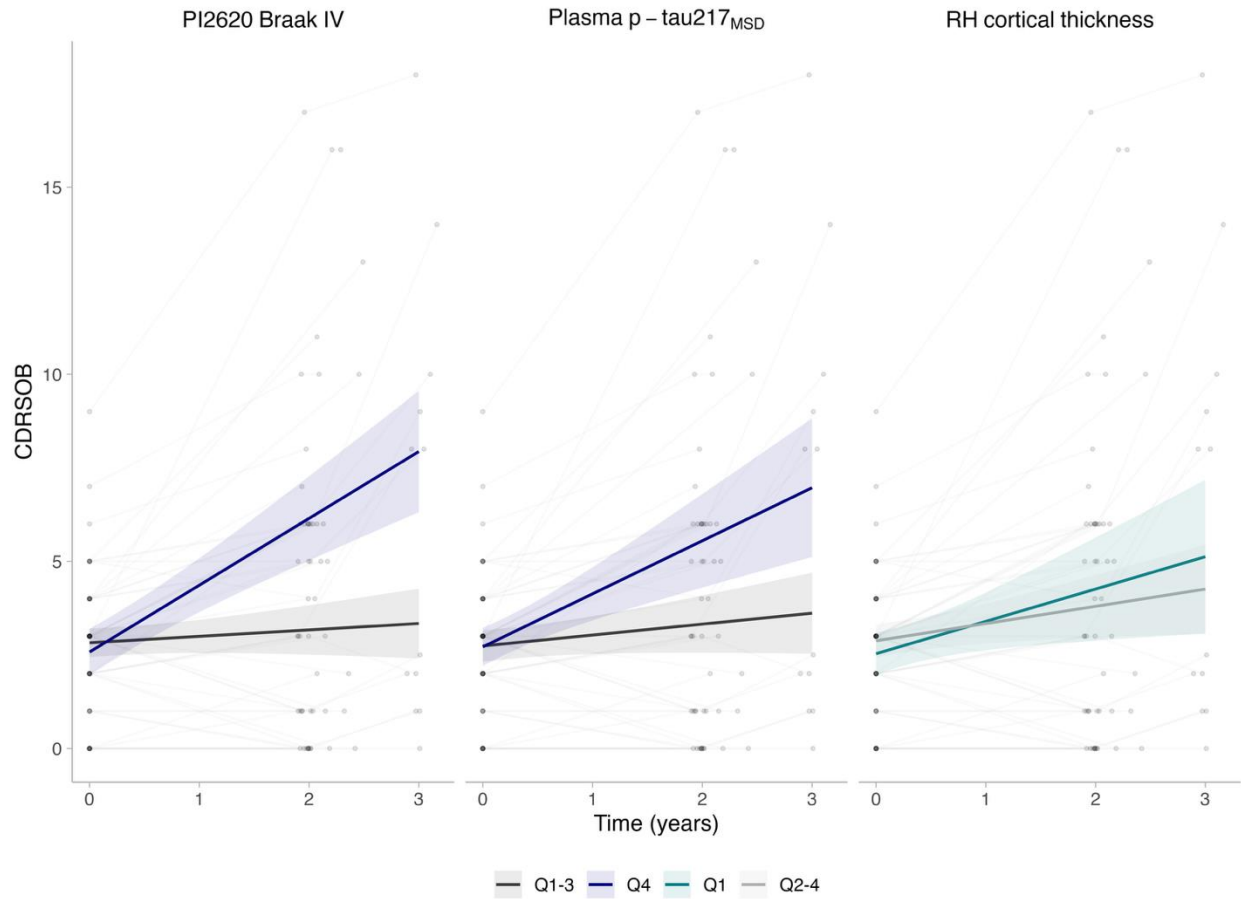 PI2620 Braak IV Plasma p − tau217MSD RH cortical thickness
15
10
5
0
CDRSOB
0 1 2 3 0 1 2 3 0 1 2 3
Time (years)
Q1-3 Q4 Q1 Q2-4